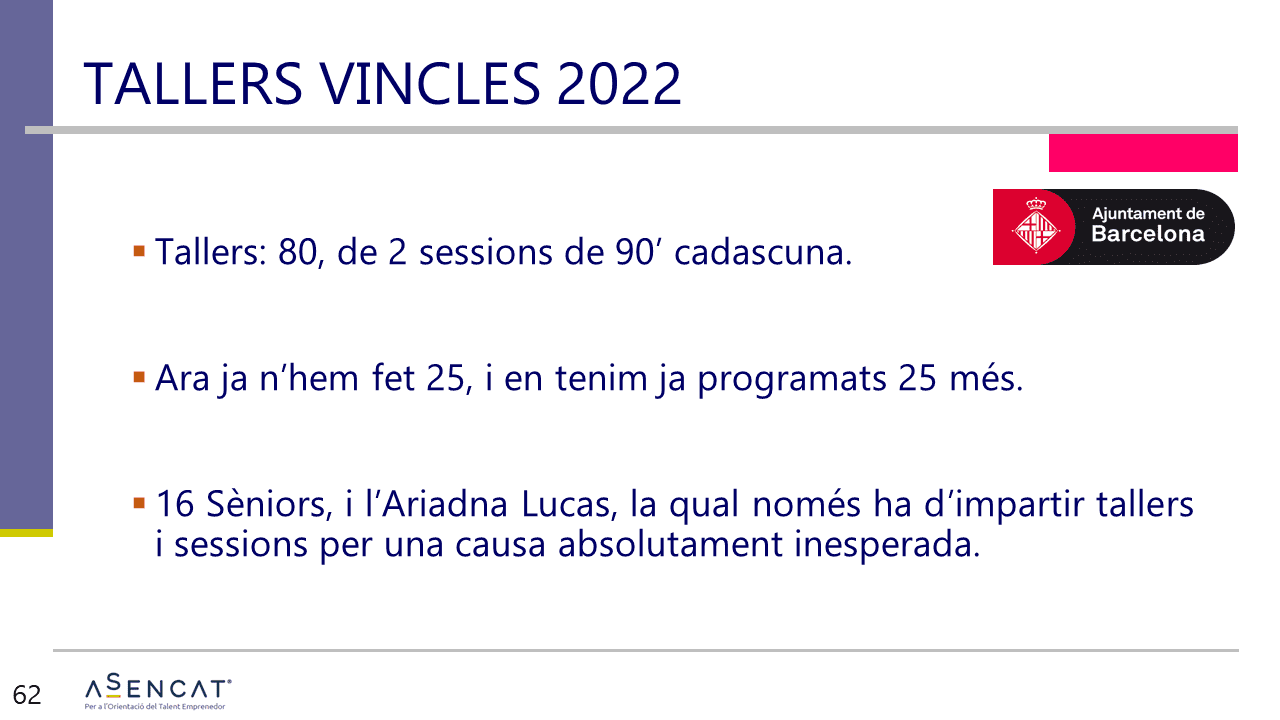 TALLERS VINCLES 2022
Ajuntament de
Barcelona
▪ Tallers: 80, de 2 sessions de 90’ cadascuna.
▪ Ara ja n’hem fet 25, i en tenim ja programats 25 més.
▪ 16 Sèniors, i l’Ariadna Lucas, la qual només ha d’impartir tallers
i sessions per una causa absolutament inesperada.
62
ASENCAT®
Per a l'Orientació del Talent Emprenedor